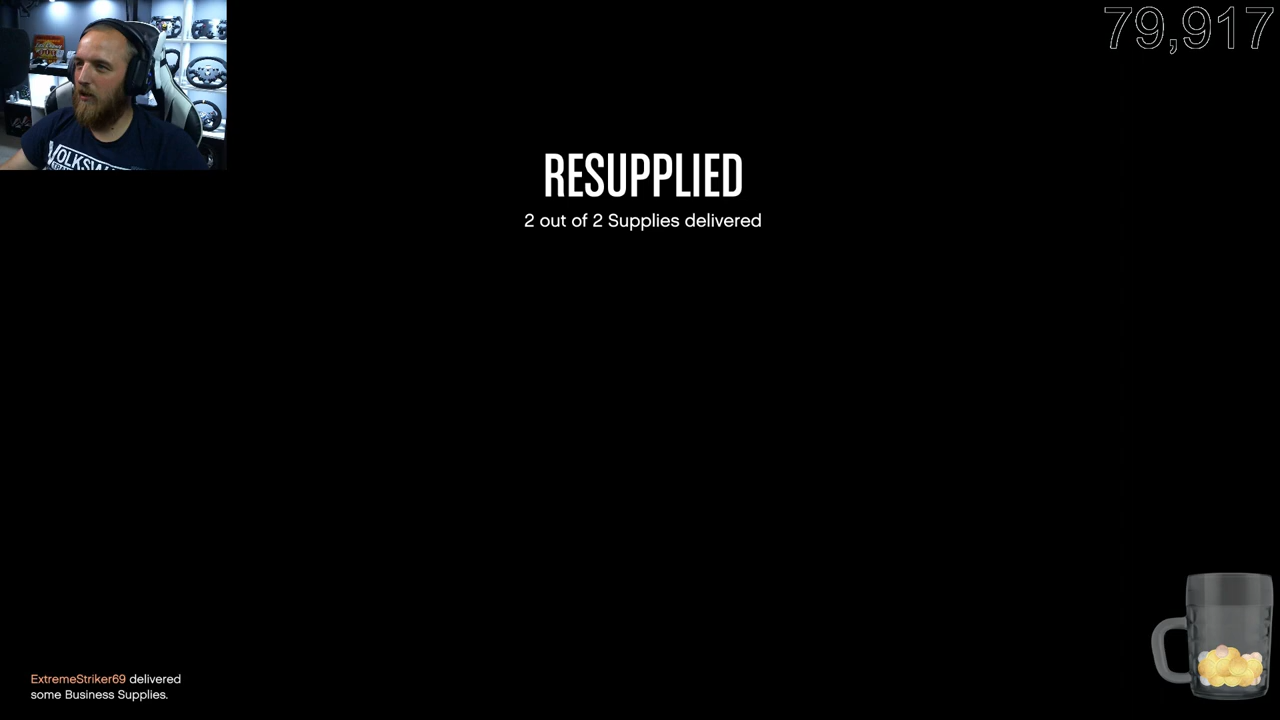 79,917
RESUPPLIED
2 out of 2 Supplies delivered
ExtremeStriker69 delivered
some Business Supplies.